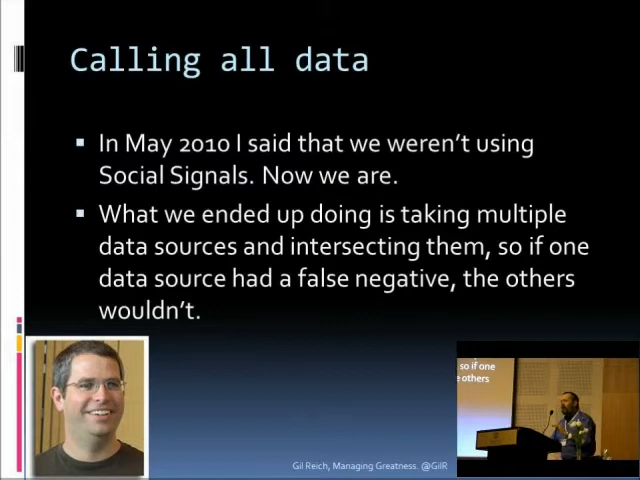 Calling all data
In May 2010 I said that we weren't using
Social Signals. Now we are.
What we ended up doing is taking multiple
data sources and intersecting them, so if one
data source had a false negative, the others
wouldn't.
so if one
e others
Gil Reich, Managing Greatness. @GilR